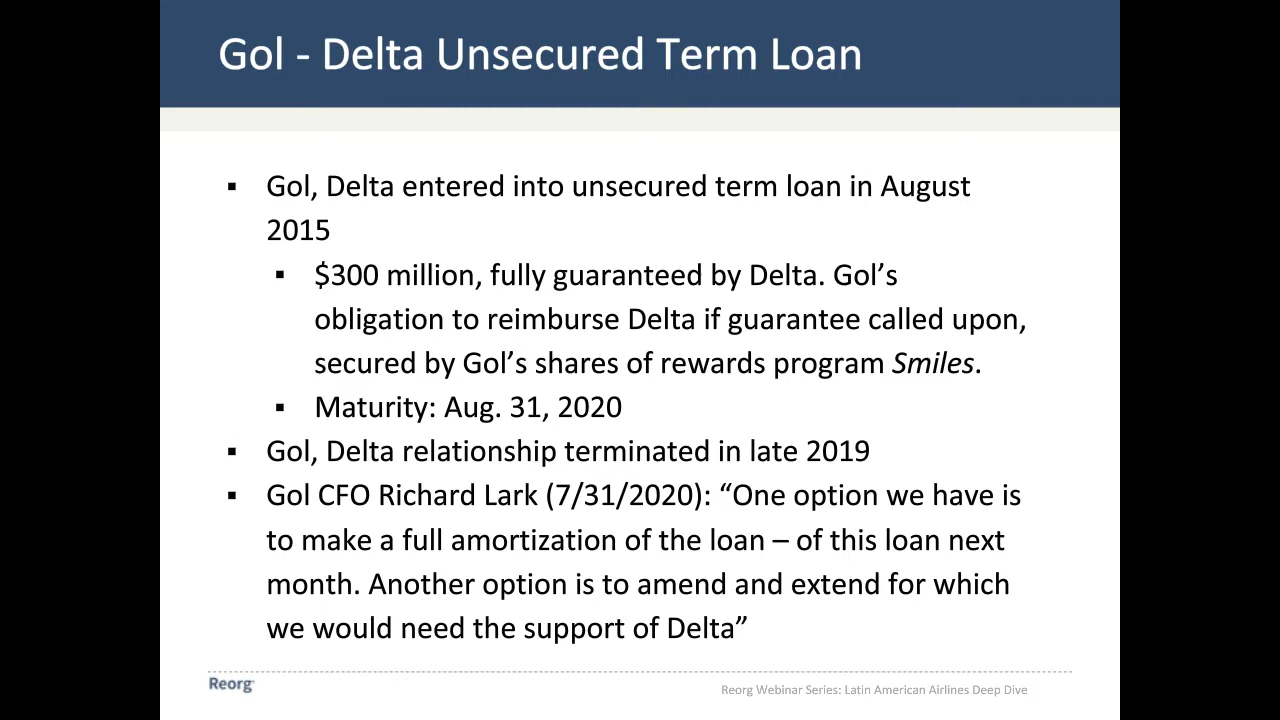 Gol - Delta Unsecured Term Loan
▪ Gol, Delta entered into unsecured term loan in August
2015
▪ $300 million, fully guaranteed by Delta. Gol’s
obligation to reimburse Delta if guarantee called upon,
secured by Gol’s shares of rewards program Smiles.
▪ Maturity: Aug. 31, 2020
▪ Gol, Delta relationship terminated in late 2019
▪ Gol CFO Richard Lark (7/31/2020): “One option we have is
to make a full amortization of the loan – of this loan next
month. Another option is to amend and extend for which
we would need the support of Delta”
Reorg
Reorg Webinar Series: Latin American Airlines Deep Dive